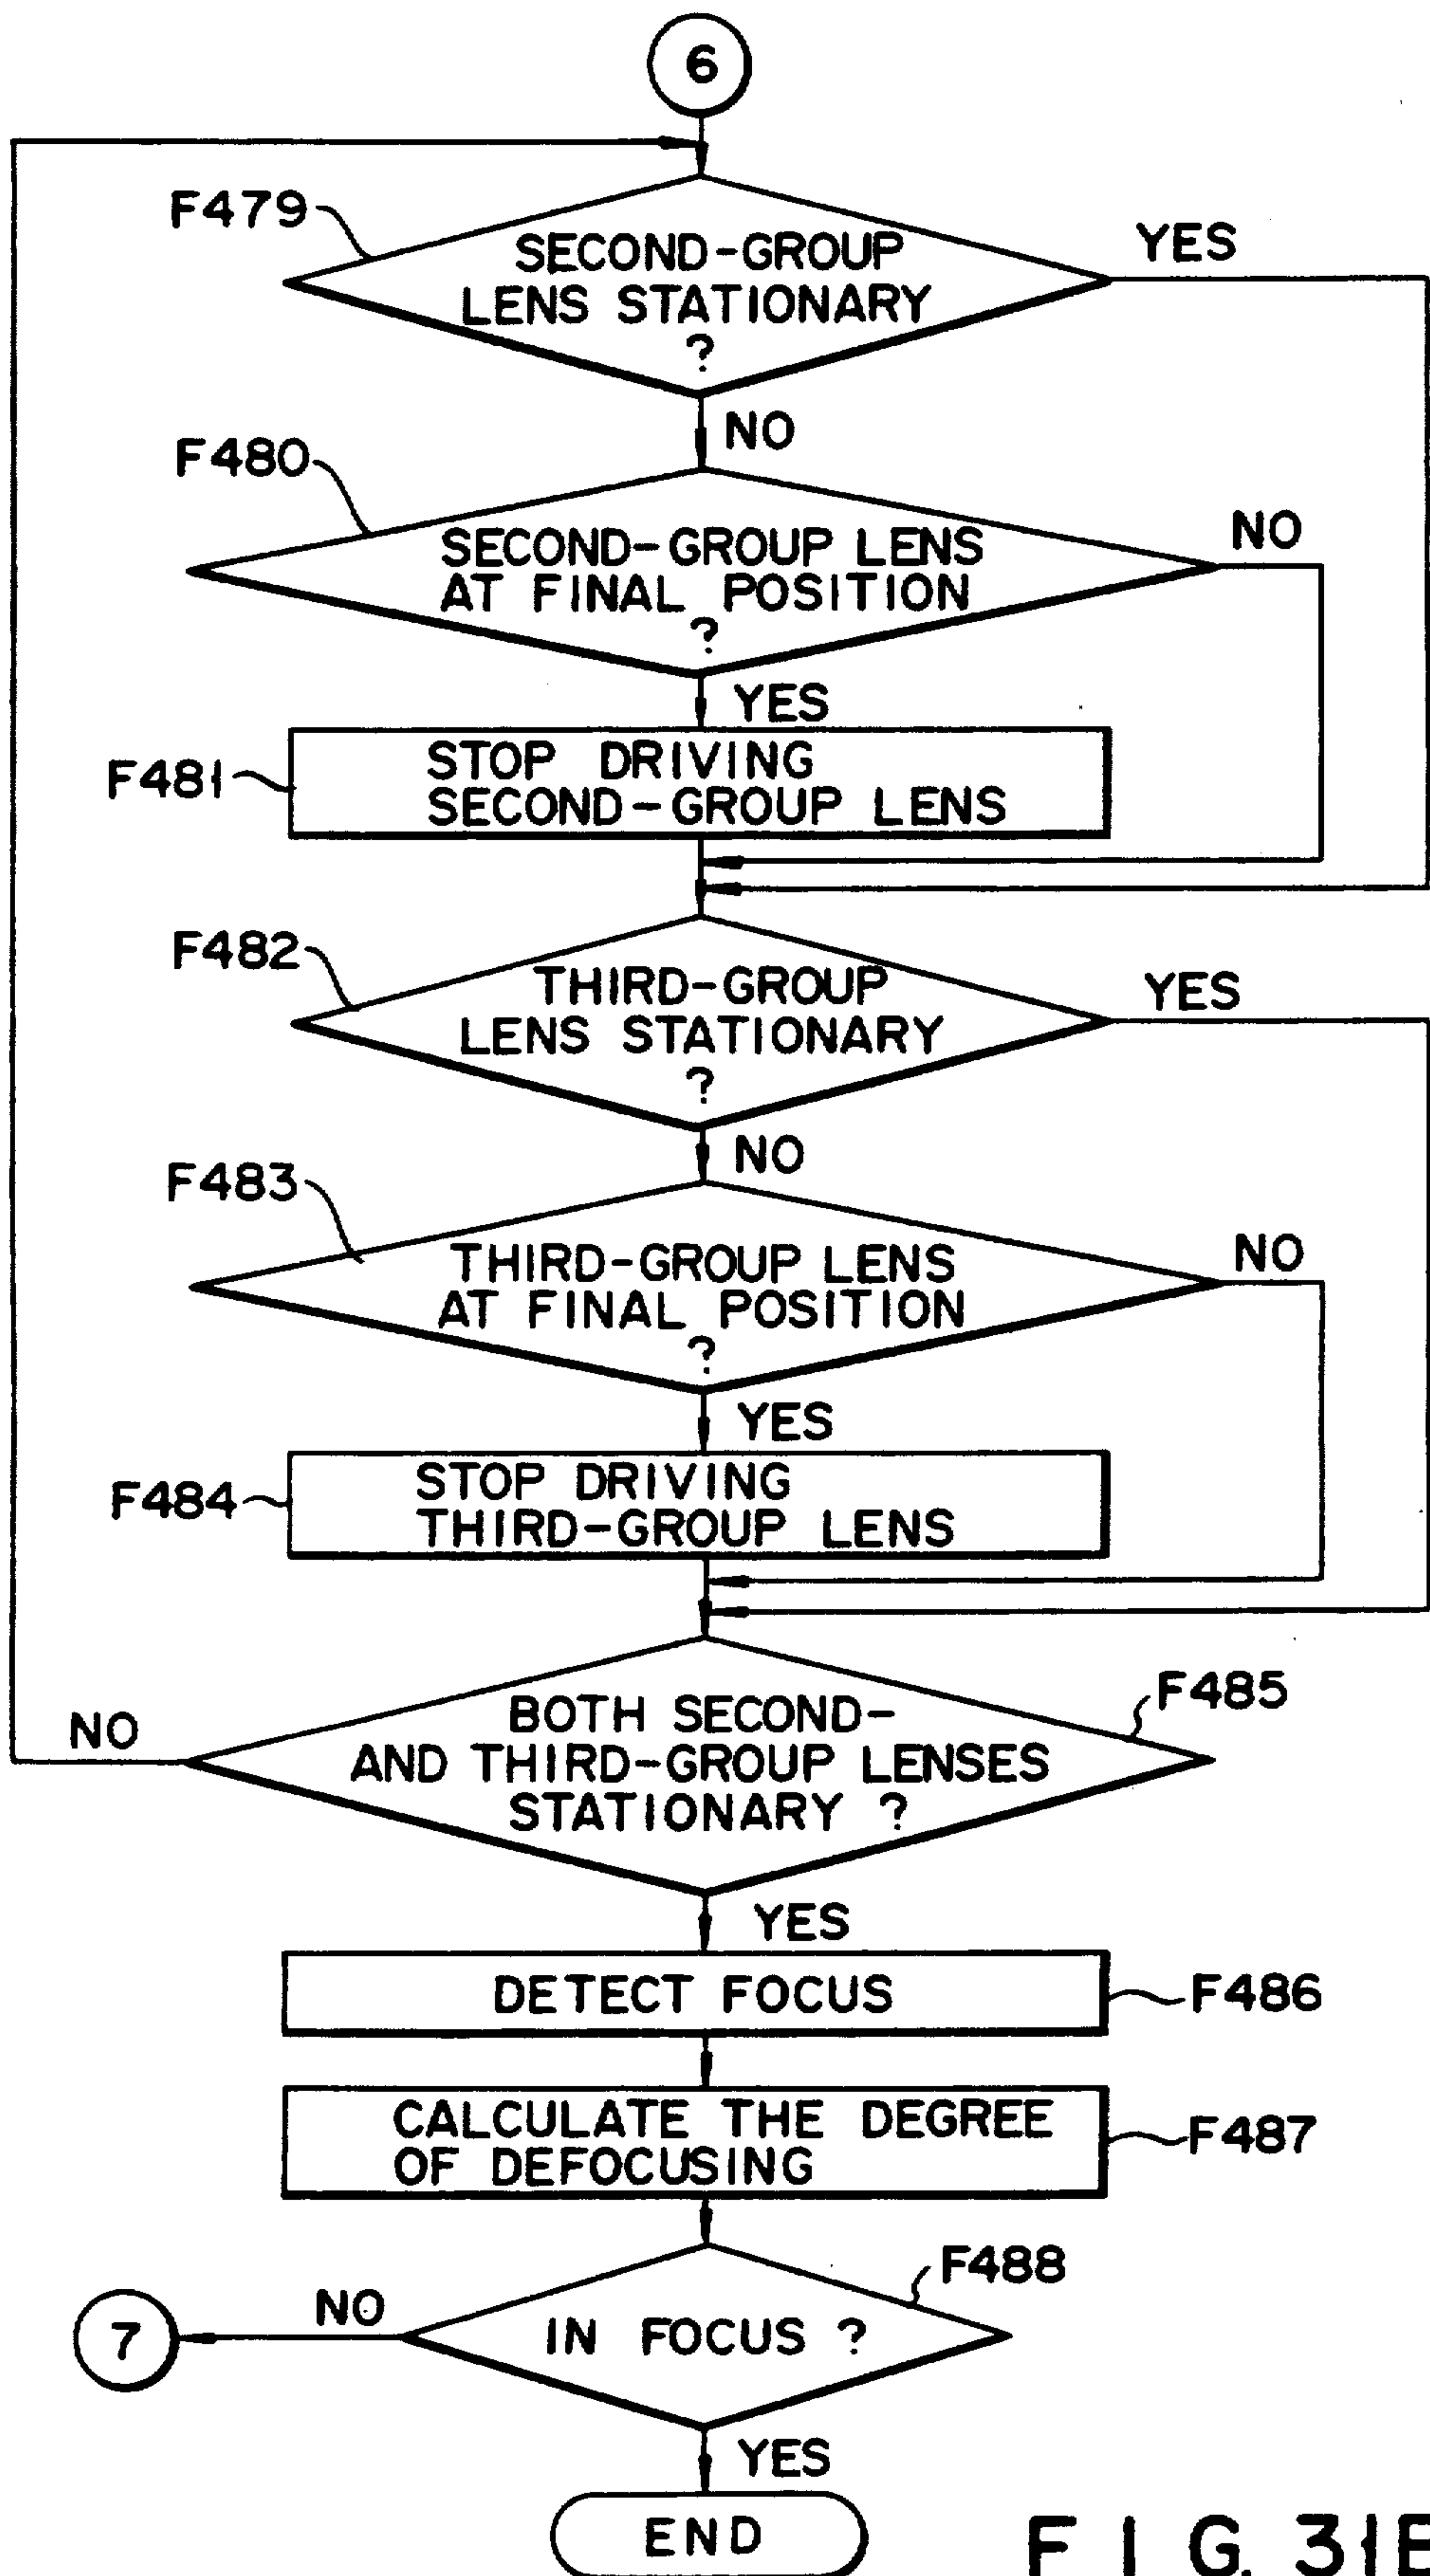 6
F479
SECOND-GROUP
LENS STATIONARY
?
YES
NO
F480
SECOND-GROUP LENS
AT FINAL POSITION
?
NO
YES
F481
STOP DRIVING
SECOND-GROUP LENS
F482
THIRD-GROUP
LENS STATIONARY
?
YES
NO
F483
THIRD-GROUP LENS
AT FINAL POSITION
?
NO
YES
F484
STOP DRIVING
THIRD-GROUP LENS
F485
BOTH SECOND-
AND THIRD-GROUP LENSES
STATIONARY ?
NO
YES
DETECT FOCUS
F486
CALCULATE THE DEGREE
OF DEFOCUSING
F487
F488
IN FOCUS ?
NO
7
YES
END
FIG.